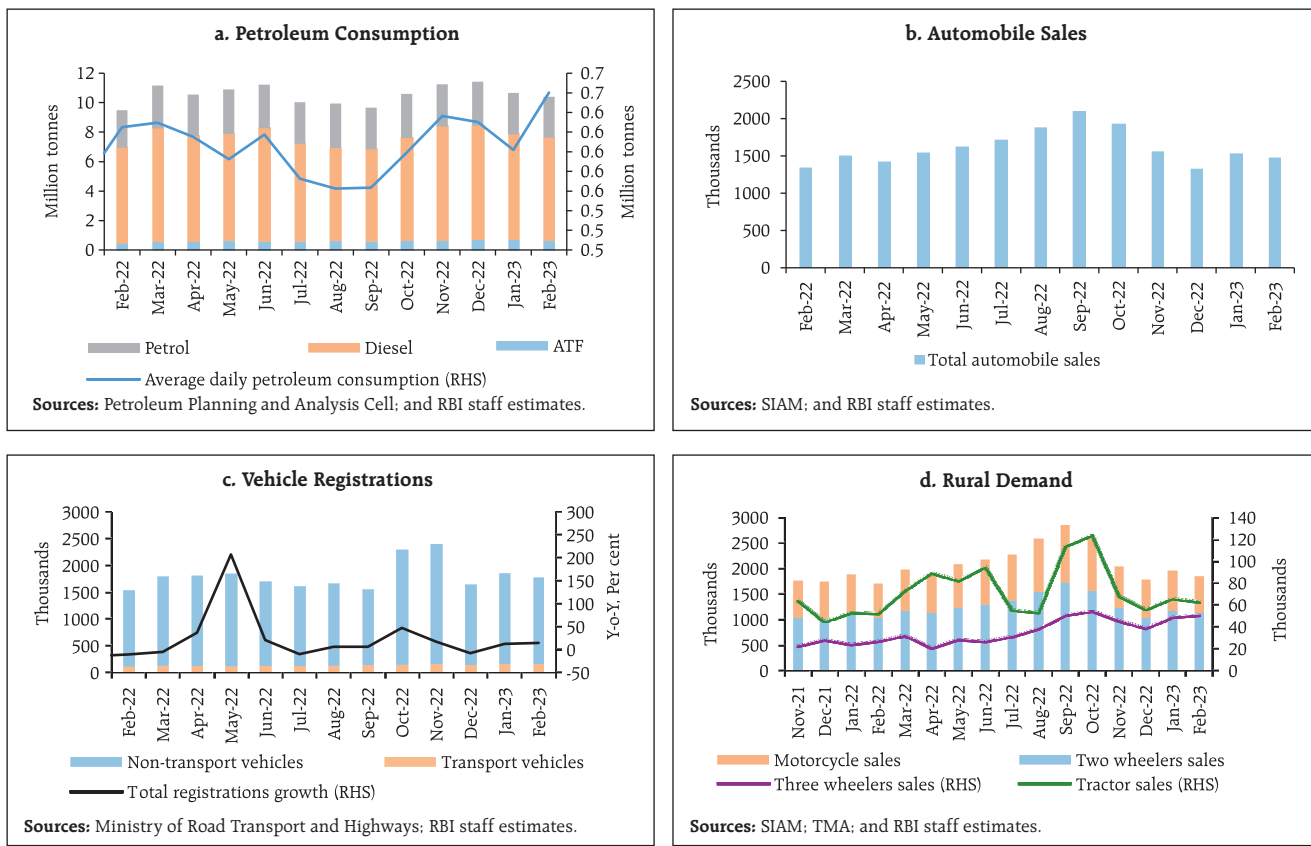 a. Petroleum Consumption
Million tonnes
12
10
8
6
4
2
0
0.7
0.7
0.6
0.6
0.6
0.6
0.6
0.5
0.5
0.5
Million tonnes
Feb-22 Mar-22 Apr-22 May-22 Jun-22 Jul-22 Aug-22 Sep-22 Oct-22 Nov-22 Dec-22 Jan-23 Feb-23
Petrol Diesel ATF
Average daily petroleum consumption (RHS)
Sources: Petroleum Planning and Analysis Cell; and RBI staff estimates.
b. Automobile Sales
Thousands
2500
2000
1500
1000
500
0
Feb-22 Mar-22 Apr-22 May-22 Jun-22 Jul-22 Aug-22 Sep-22 Oct-22 Nov-22 Dec-22 Jan-23 Feb-23
Total automobile sales
Sources: SIAM; and RBI staff estimates.
c. Vehicle Registrations
Thousands
3000
2500
2000
1500
1000
500
0
300
250
200
150
100
50
0
-50
Y-o-Y, Per cent
Feb-22 Mar-22 Apr-22 May-22 Jun-22 Jul-22 Aug-22 Sep-22 Oct-22 Nov-22 Dec-22 Jan-23 Feb-23
Non-transport vehicles Transport vehicles
Total registrations growth (RHS)
Sources: Ministry of Road Transport and Highways; RBI staff estimates.
d. Rural Demand
Thousands
3000
2500
2000
1500
1000
500
0
140
120
100
80
60
40
20
0
Thousands
Nov-21 Dec-21 Jan-22 Feb-22 Mar-22 Apr-22 May-22 Jun-22 Jul-22 Aug-22 Sep-22 Oct-22 Nov-22 Dec-22 Jan-23 Feb-23
Motorcycle sales Two wheelers sales
Three wheelers sales (RHS) Tractor sales (RHS)
Sources: SIAM; TMA; and RBI staff estimates.